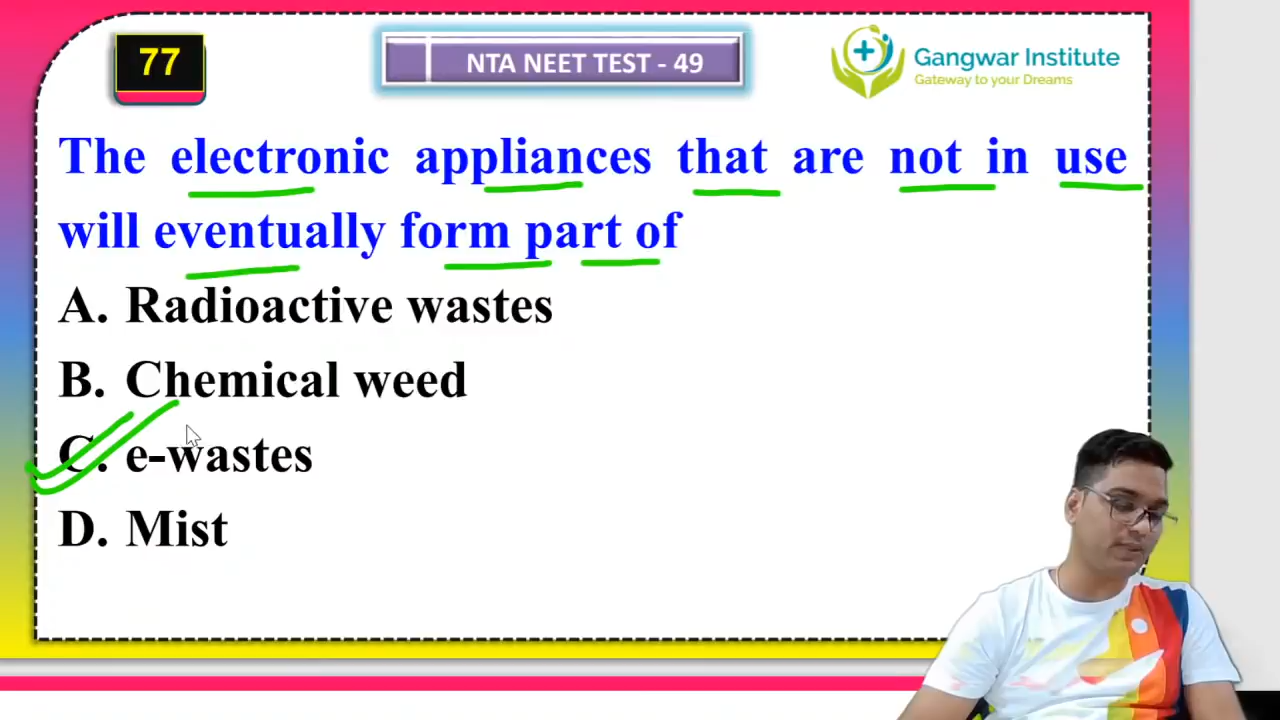 77
NTA NEET TEST - 49
Gangwar Institute
Gateway to your Dreams
The electronic appliances that are not in use
will eventually form part of
A. Radioactive wastes
B. Chemical weed
C. e-wastes
D. Mist